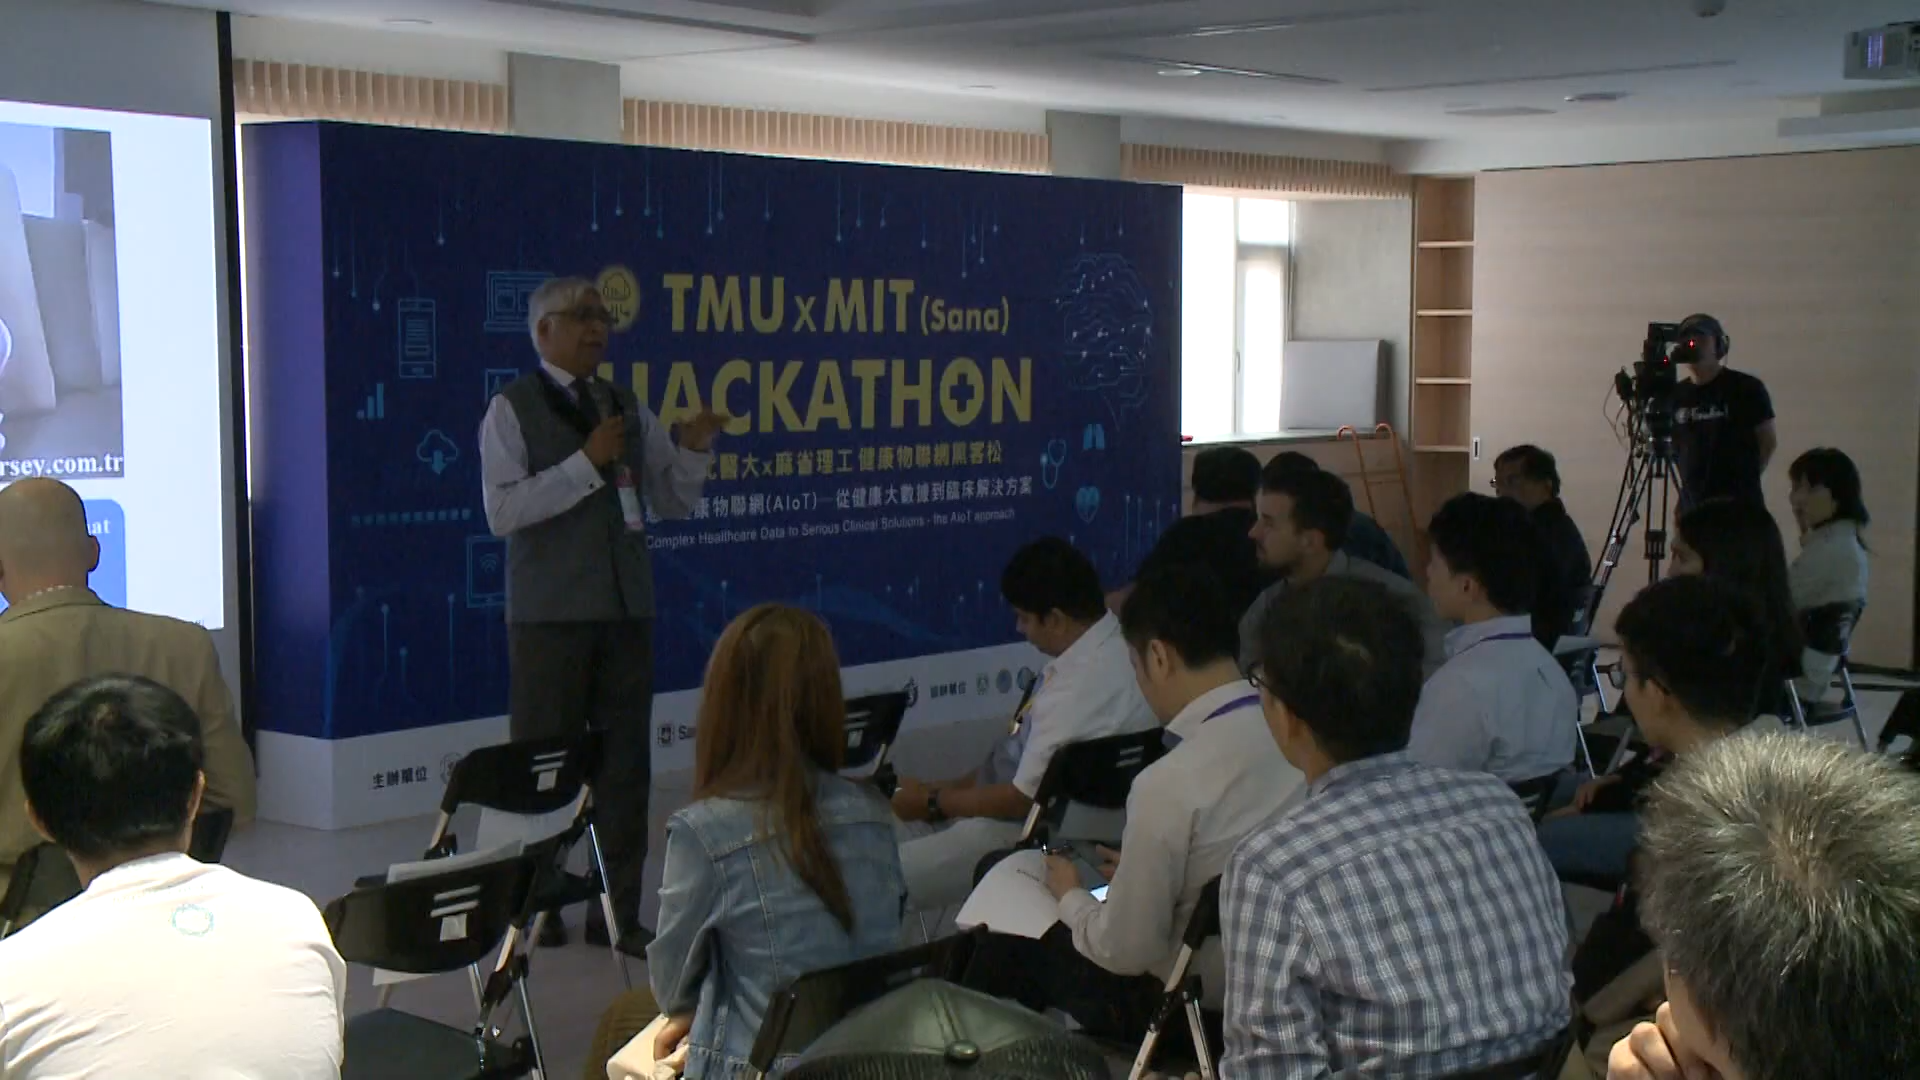 rsey.com.tr
at
TMU x MIT (Sana)
HACKATHON
醫大x麻省理工健康物聯網黑客松
康物聯網(AIoT)—從健康大數據到臨床解決方案
Complex Healthcare Data to Serious Clinical Solutions - the AIoT approach
主辦單位
Sa
協辦單位